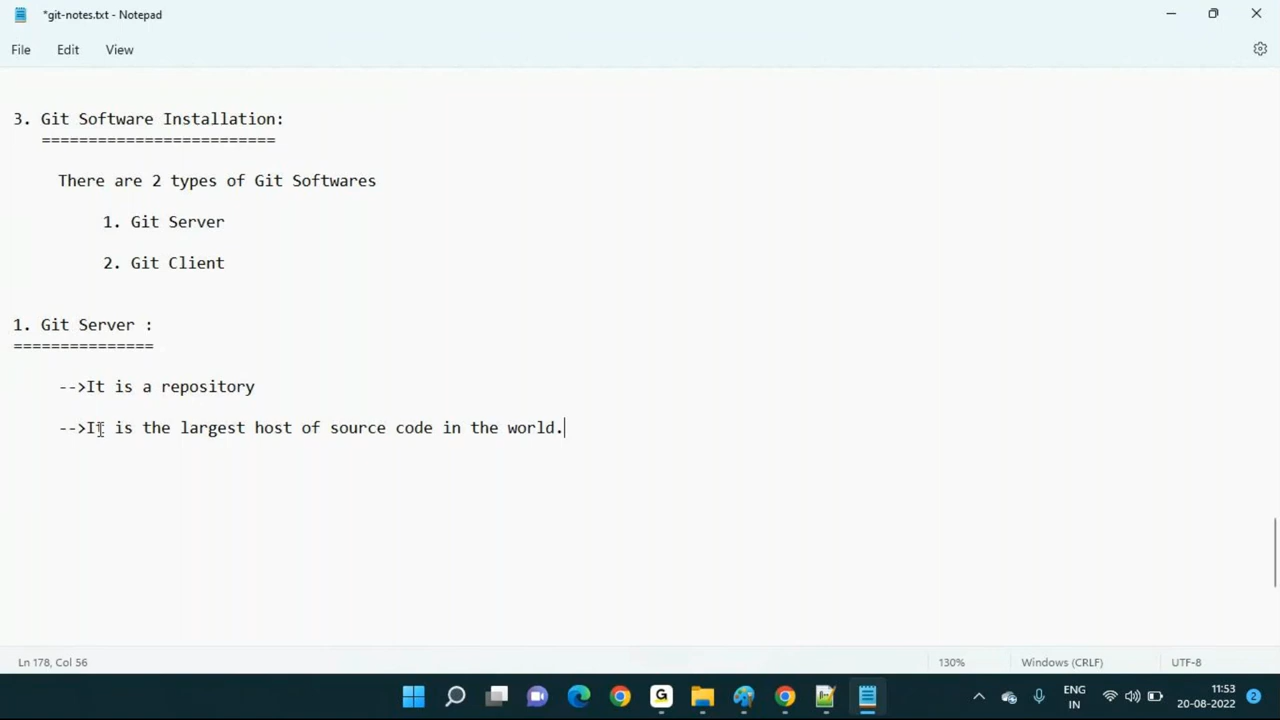 *git-notes.txt - Notepad
File Edit View
3. Git Software Installation:
=========================
There are 2 types of Git Softwares
1. Git Server
2. Git Client
1. Git Server :
===============
-->It is a repository
-->It is the largest host of source code in the world.
Ln 178, Col 56 130% Windows (CRLF) UTF-8
ENG 11:53
IN 20-08-2022 2